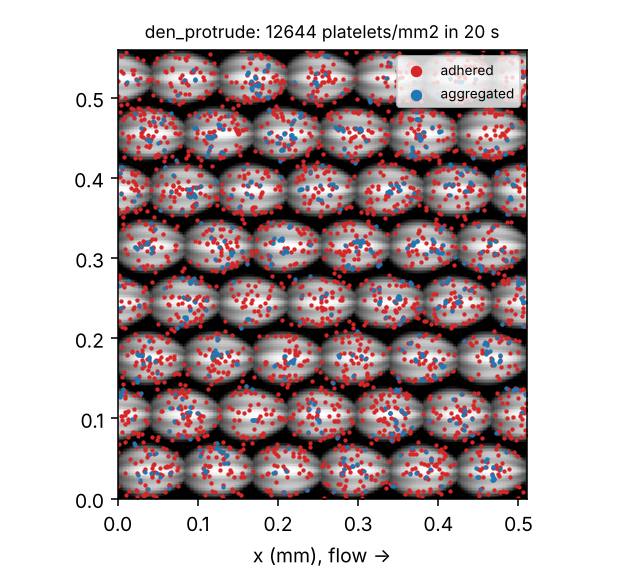 den_protrude: 12644 platelets/mm2 in 20 s
adhered
aggregated
0.5
0.4
0.3
0.2
0.1
0.0
0.0 0.1 0.2 0.3 0.4 0.5
x (mm), flow →